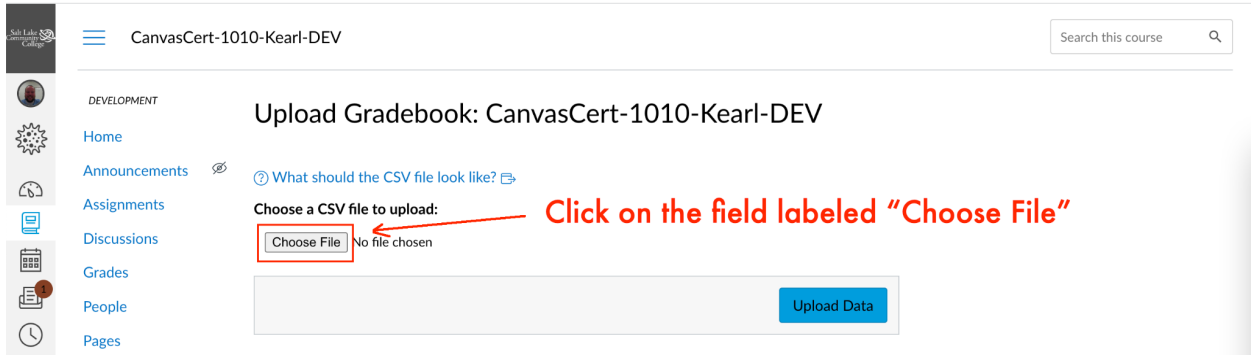 Salt Lake
Community
College
CanvasCert-1010-Kearl-DEV
Search this course
DEVELOPMENT
Upload Gradebook: CanvasCert-1010-Kearl-DEV
Home
Announcements
? What should the CSV file look like?
Assignments
Choose a CSV file to upload:
Click on the field labeled “Choose File”
Discussions
Choose File No file chosen
Grades
1
People
Upload Data
Pages